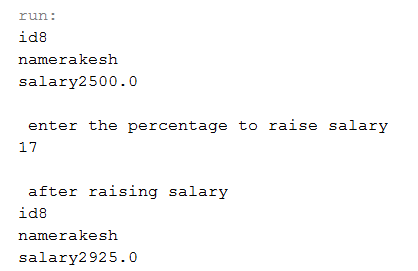 run:
id8
namerakesh
salary2500.0
enter the percentage to raise salary
17
after raising salary
id8
namerakesh
salary2925.0